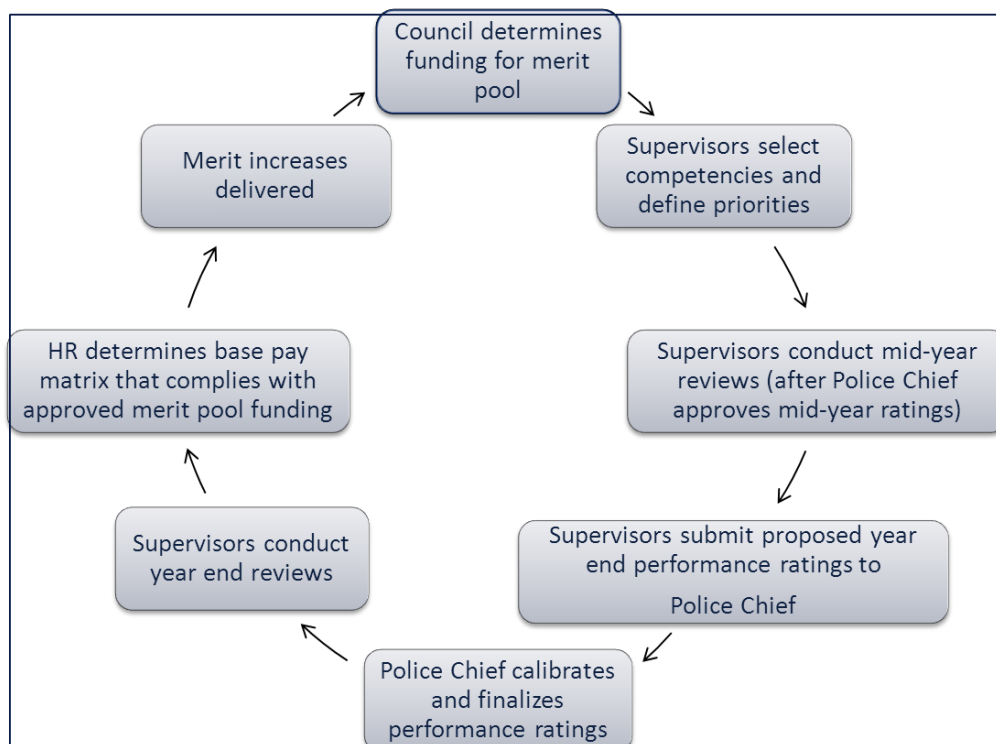 Council determines
funding for merit
pool
Supervisors select
competencies and
define priorities
Supervisors conduct mid-year
reviews (after Police Chief
approves mid-year ratings)
Supervisors submit proposed year
end performance ratings to
Police Chief
Police Chief calibrates
and finalizes
performance ratings
Supervisors conduct
year end reviews
HR determines base pay
matrix that complies with
approved merit pool funding
Merit increases
delivered